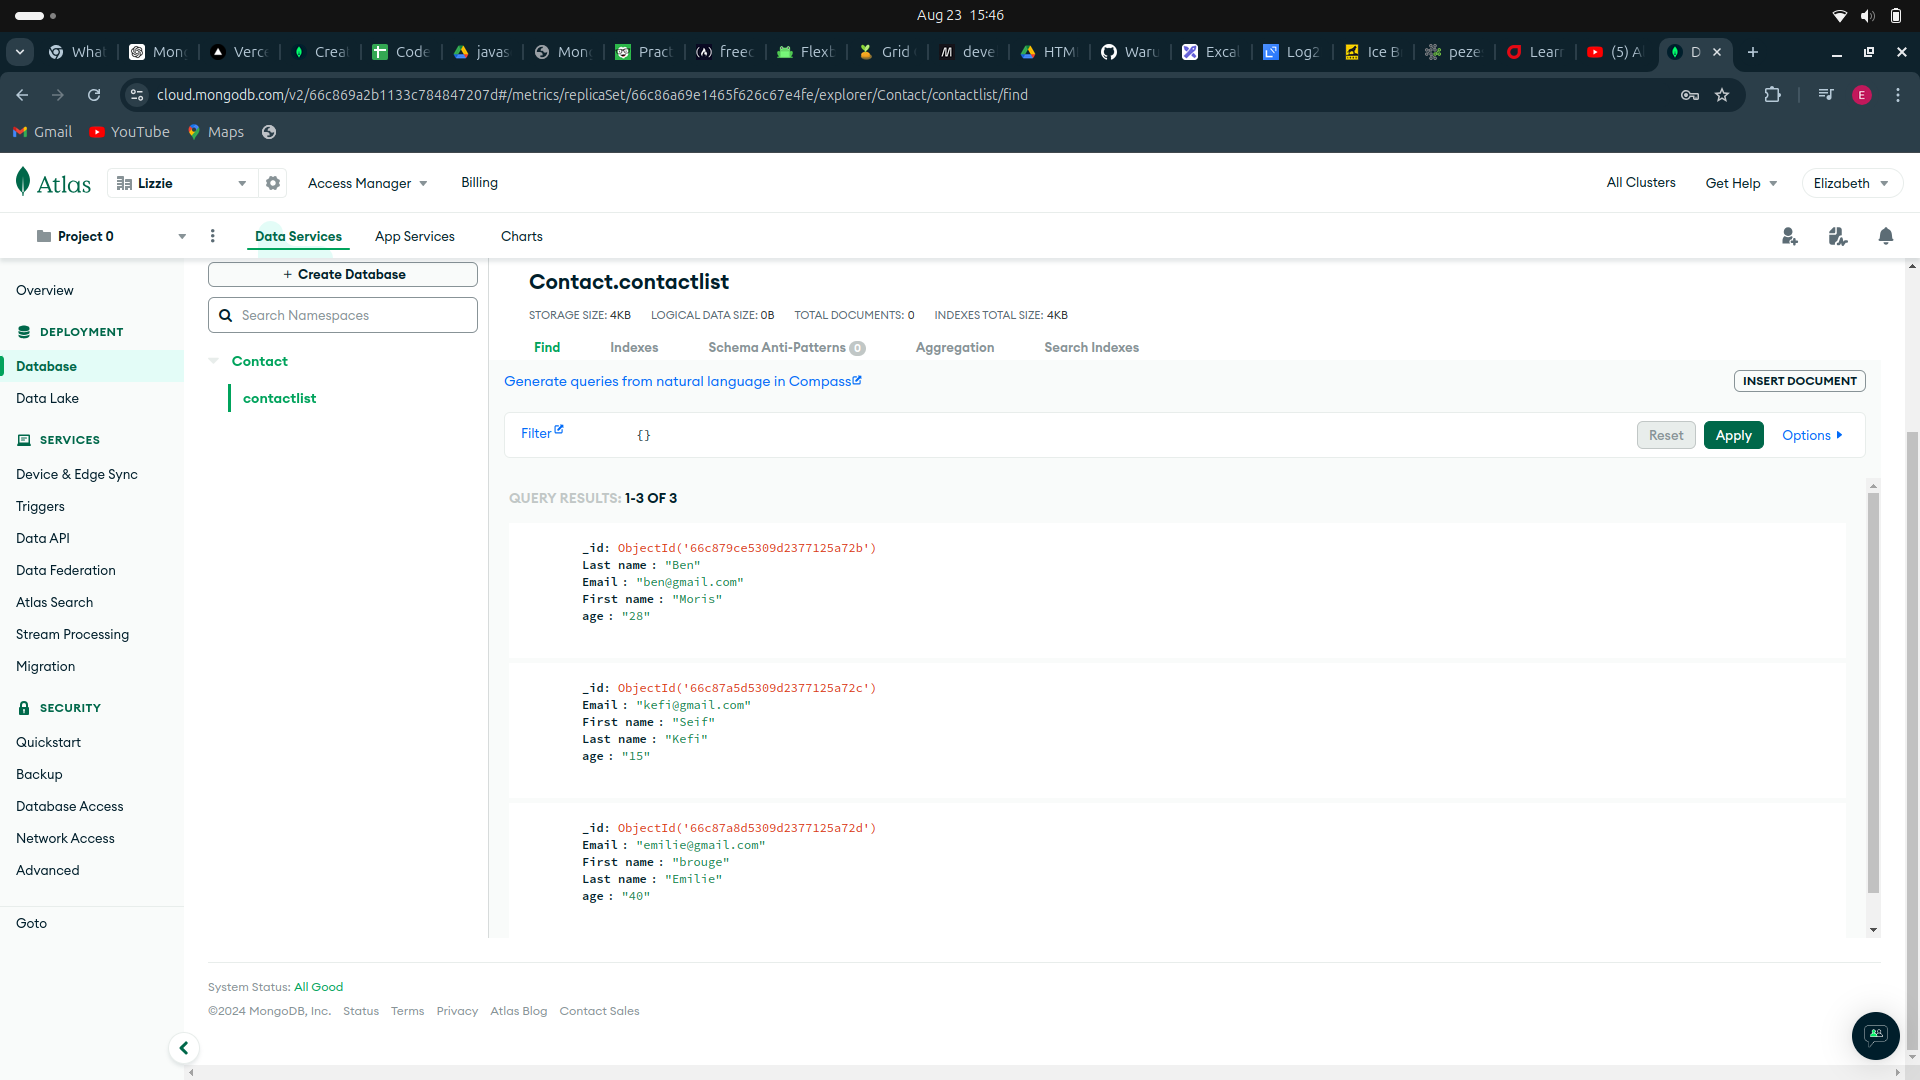 Aug 23 15:46
What
Mong
Verce
Creat
Code
javas
Mong
Pract
freec
Flexb
Grid
deve
HTML
Waru
Excal
Log2
Ice B
peze
Learn
(5) A
D
cloud.mongodb.com/v2/66c869a2b1133c784847207d#/metrics/replicaSet/66c86a69e1465f626c67e4fe/explorer/Contact/contactlist/find
E
Gmail YouTube Maps
Atlas
Lizzie
Access Manager
Billing
All Clusters
Get Help
Elizabeth
Project 0
Data Services
App Services
Charts
Overview
DEPLOYMENT
Database
Data Lake
SERVICES
Device & Edge Sync
Triggers
Data API
Data Federation
Atlas Search
Stream Processing
Migration
SECURITY
Quickstart
Backup
Database Access
Network Access
Advanced
Goto
+ Create Database
Search Namespaces
Contact
contactlist
Contact.contactlist
STORAGE SIZE: 4KB LOGICAL DATA SIZE: 0B TOTAL DOCUMENTS: 0 INDEXES TOTAL SIZE: 4KB
Find Indexes Schema Anti-Patterns 0 Aggregation Search Indexes
Generate queries from natural language in Compass
INSERT DOCUMENT
Filter
{}
Reset
Apply
Options
QUERY RESULTS: 1-3 OF 3
_id: ObjectId('66c879ce5309d2377125a72b')
Last name : "Ben"
Email : "ben@gmail.com"
First name : "Moris"
age : "28"
_id: ObjectId('66c87a5d5309d2377125a72c')
Email : "kefi@gmail.com"
First name : "Seif"
Last name : "Kefi"
age : "15"
_id: ObjectId('66c87a8d5309d2377125a72d')
Email : "emilie@gmail.com"
First name : "brouge"
Last name : "Emilie"
age : "40"
System Status: All Good
©2024 MongoDB, Inc. Status Terms Privacy Atlas Blog Contact Sales